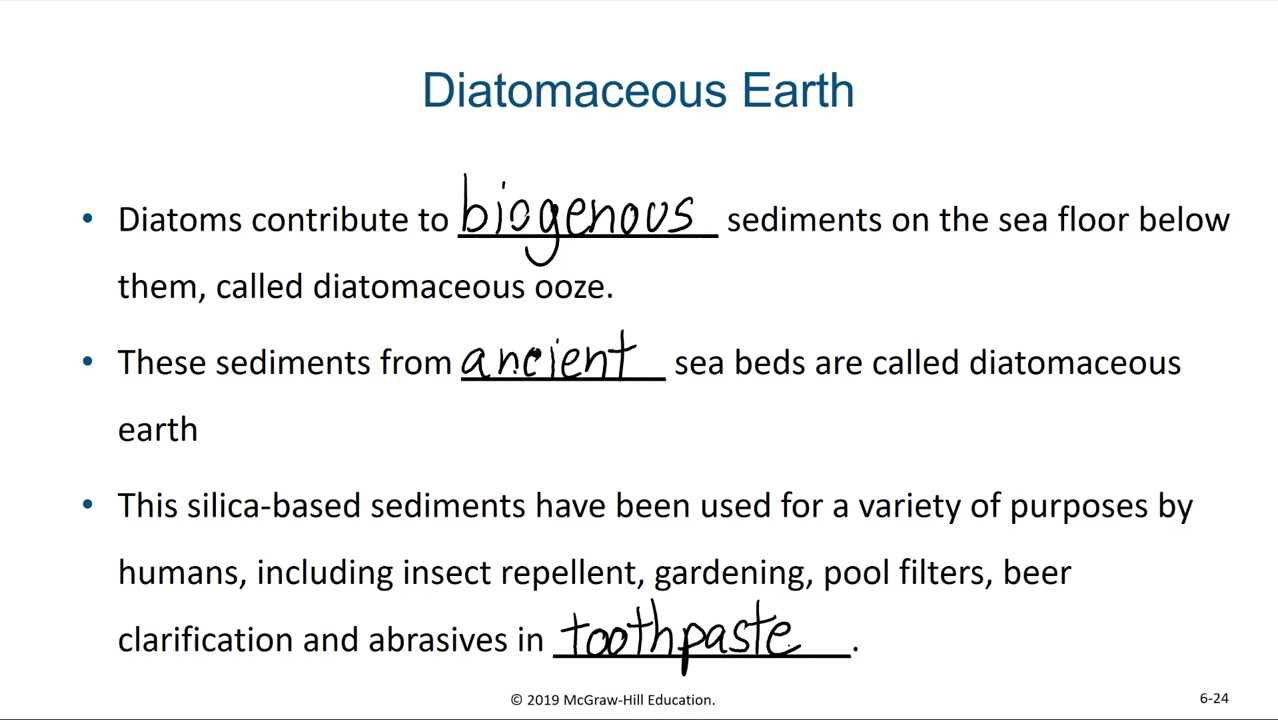 Diatomaceous Earth
• Diatoms contribute to biogenous sediments on the sea floor below
them, called diatomaceous ooze.
• These sediments from ancient sea beds are called diatomaceous
earth
• This silica-based sediments have been used for a variety of purposes by
humans, including insect repellent, gardening, pool filters, beer
clarification and abrasives in toothpaste.
© 2019 McGraw-Hill Education.
6-24